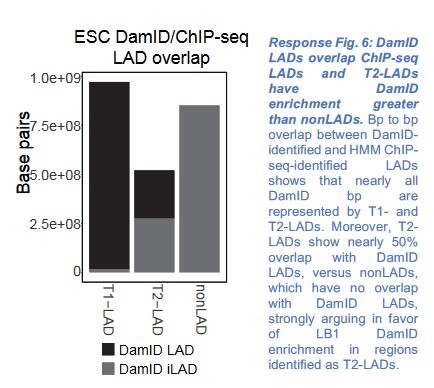 ESC DamID/ChIP-seq
LAD overlap
Base pairs
1.0e+09
7.5e+08
5.0e+08
2.5e+08
0
T1-LAD
T2-LAD
nonLAD
DamID LAD
DamID iLAD
Response Fig. 6: DamID
LADs overlap ChIP-seq
LADs and T2-LADs
have DamID
enrichment greater
than nonLADs. Bp to bp
overlap between DamID-
identified and HMM ChIP-
seq-identified LADs
shows that nearly all
DamID bp are
represented by T1- and
T2-LADs. Moreover, T2-
LADs show nearly 50%
overlap with DamID
LADs, versus nonLADs,
which have no overlap
with DamID LADs,
strongly arguing in favor
of LB1 DamID
enrichment in regions
identified as T2-LADs.